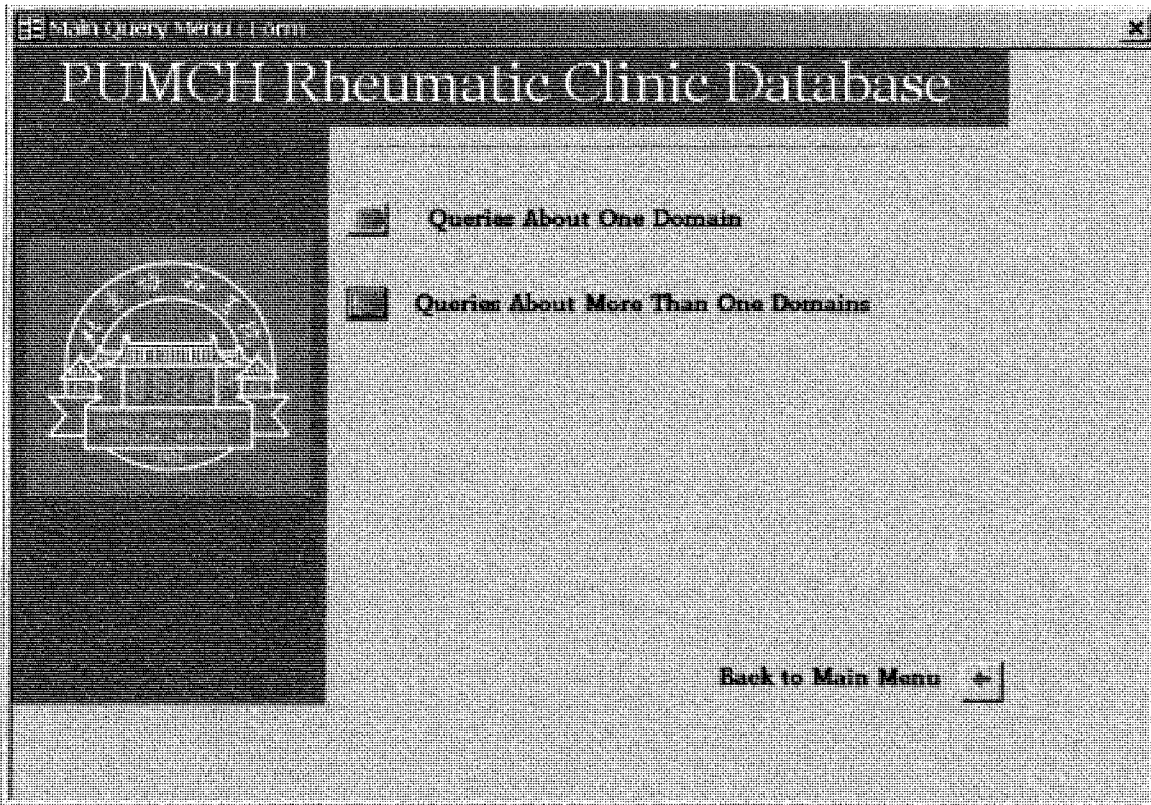 Main Query Menu : Form
PUMCH Rheumatic Clinic Database
Queries About One Domain
Queries About More Than One Domains
Back to Main Menu